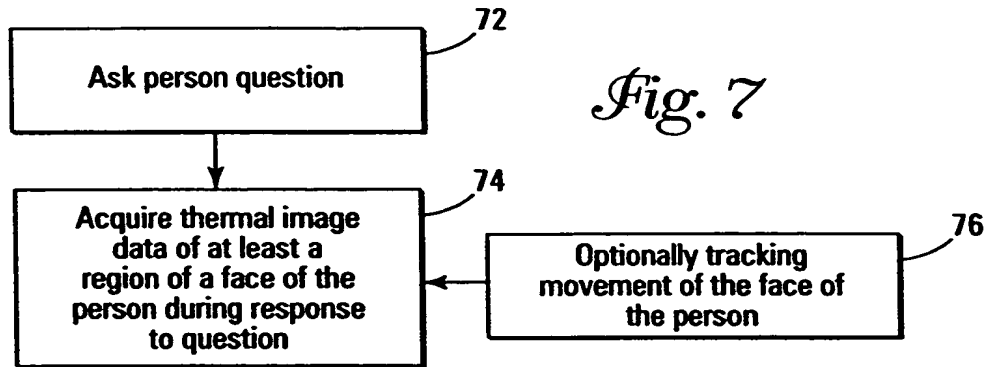 72
Ask person question
Fig. 7
74
Acquire thermal image
data of at least a
region of a face of the
person during response
to question
76
Optionally tracking
movement of the face of
the person